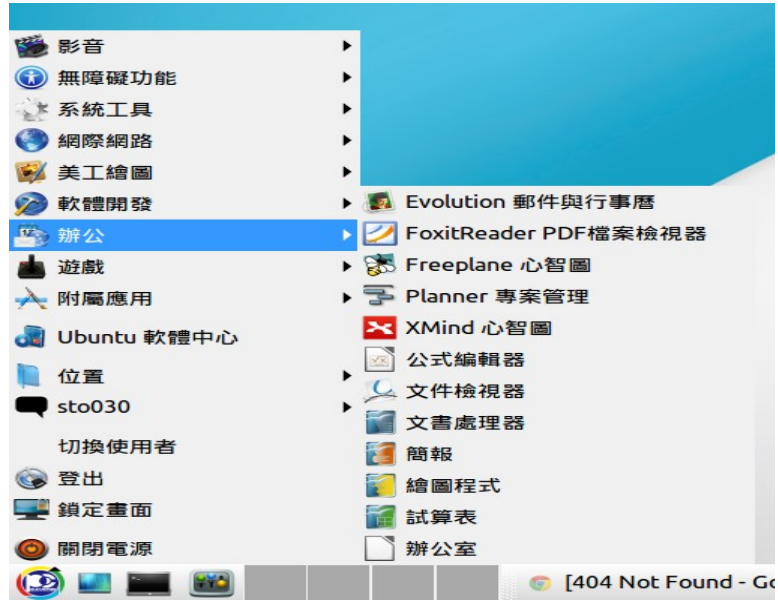 影音
無障礙功能
系統工具
網際網路
美工繪圖
軟體開發
辦公
遊戲
附屬應用
Ubuntu 軟體中心
位置
sto030
切換使用者
登出
鎖定畫面
關閉電源
Evolution 郵件與行事曆
FoxitReader PDF檔案檢視器
Freeplane 心智圖
Planner 專案管理
XMind 心智圖
公式編輯器
文件檢視器
文書處理器
簡報
繪圖程式
試算表
辦公室
[404 Not Found - Go